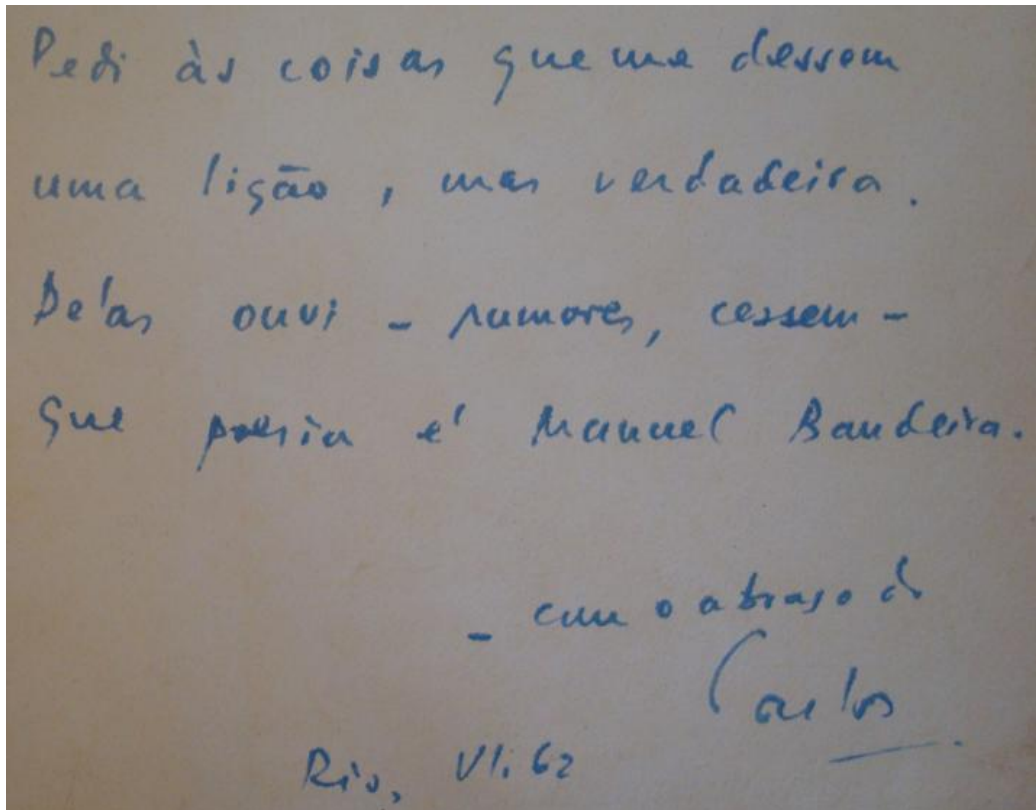 Pedi às coisas que me dessem
uma lição, mas verdadeira.
Delas ouvi - rumores, cessem -
que poesia é Manuel Bandeira.
- com o abraço do
Carlos
Rio, VI.62